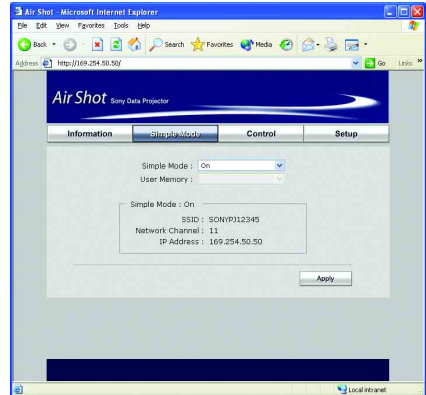 Air Shot - Microsoft Internet Explorer
File Edit View Favorites Tools Help
Back Search Favorites Media
Address http://169.254.50.50/ Go Links »
Air Shot Sony Data Projector
Information Simple Mode Control Setup
Simple Mode : On
User Memory :
Simple Mode : On
SSID : SONYPJ12345
Network Channel : 11
IP Address : 169.254.50.50
Apply
Local intranet